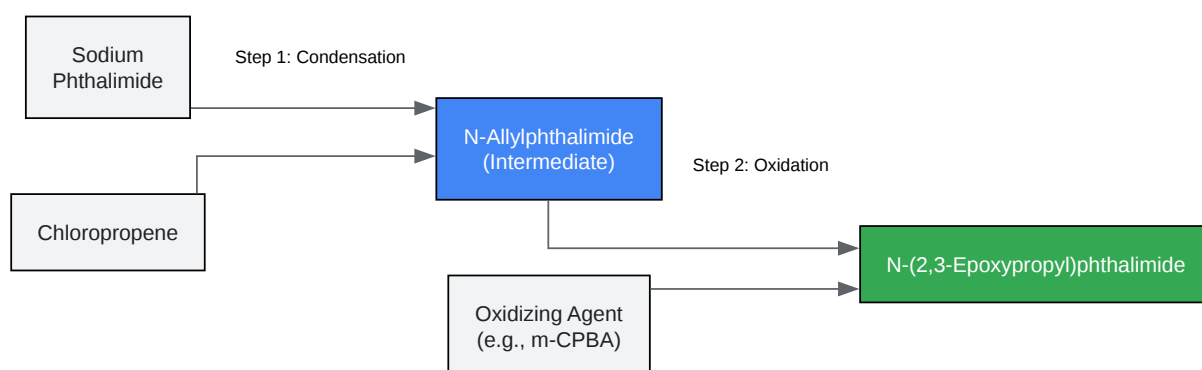 Sodium
Phthalimide
Step 1: Condensation
N-Allylphthalimide
(Intermediate)
Step 2: Oxidation
Chloropropene
N-(2,3-Epoxypropyl)phthalimide
Oxidizing Agent
(e.g., m-CPBA)